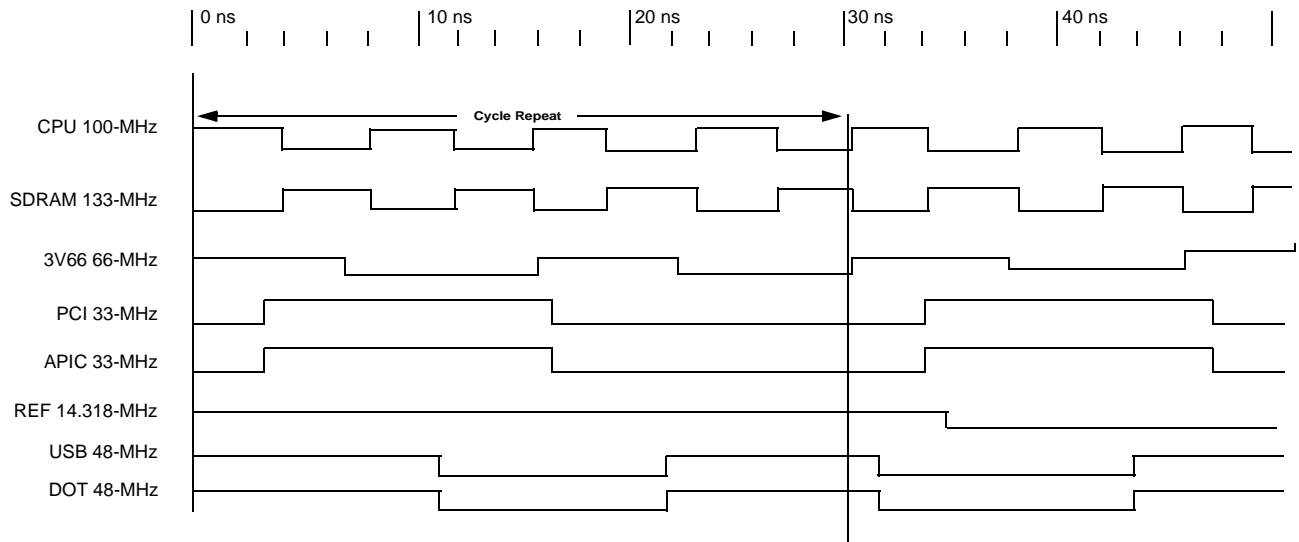 0 ns 10 ns 20 ns 30 ns 40 ns
Cycle Repeat
CPU 100-MHz
SDRAM 133-MHz
3V66 66-MHz
PCI 33-MHz
APIC 33-MHz
REF 14.318-MHz
USB 48-MHz
DOT 48-MHz